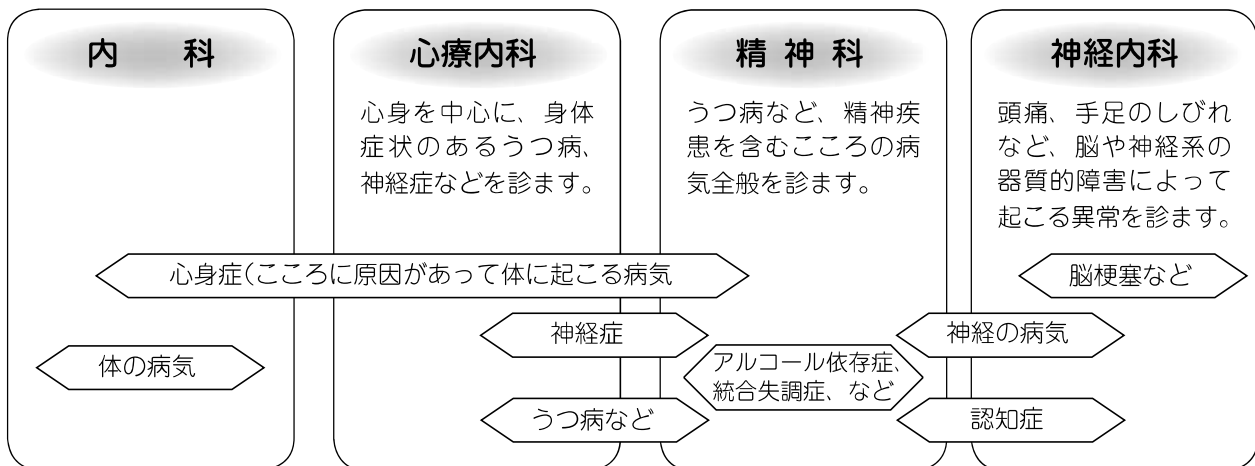 内 科
心療内科
心身を中心に、身体
症状のあるうつ病、
神経症などを診ます。
精 神 科
うつ病など、精神疾
患を含むこころの病
気全般を診ます。
神経内科
頭痛、手足のしびれ
など、脳や神経系の
器質的障害によって
起こる異常を診ます。
心身症(こころに原因があって体に起こる病気
脳梗塞など
神経症
神経の病気
体の病気
アルコール依存症、
統合失調症、など
うつ病など
認知症